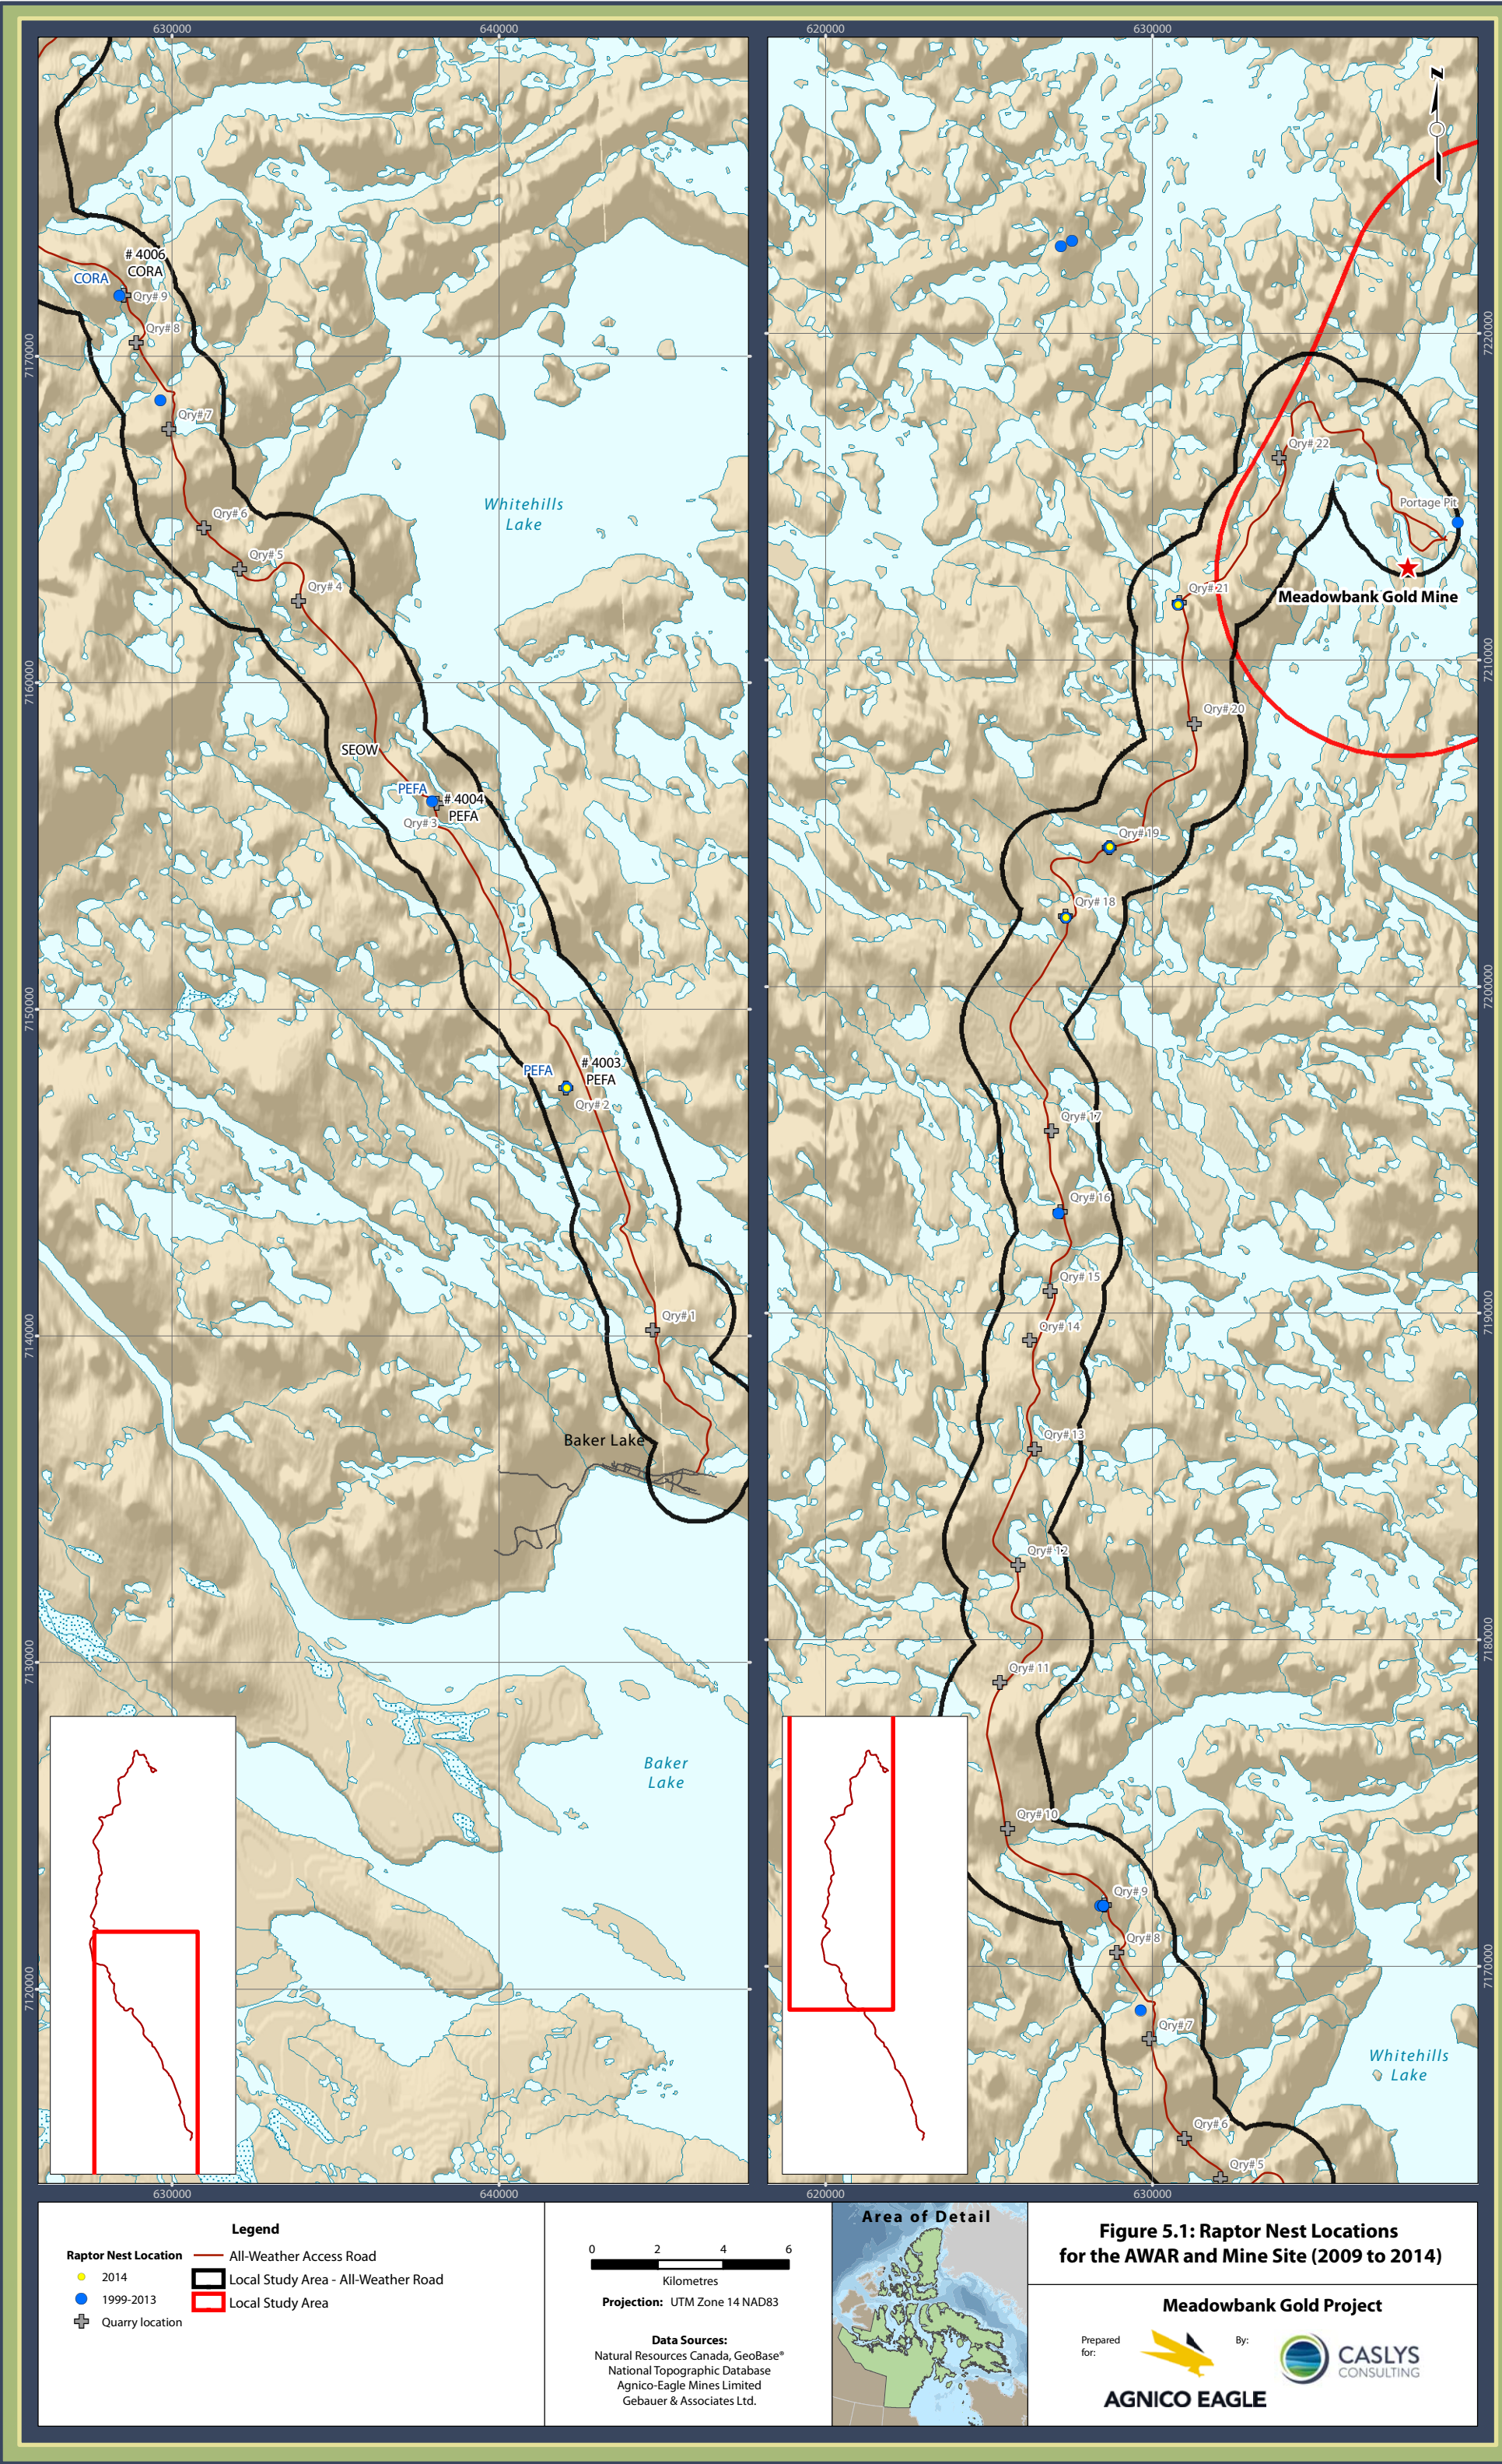 630000
640000
620000
630000
N
# 4006
CORA
CORA
Qry# 9
Qry# 8
7170000
Qry# 7
Qry# 6
Qry# 5
Qry# 4
Whitehills
Lake
7160000
SEOW
PEFA
# 4004
PEFA
Qry# 3
7150000
PEFA
# 4003
PEFA
Qry# 2
Qry# 1
7140000
Baker Lake
7130000
Baker
Lake
7120000
630000
640000
7220000
Qry# 22
Portage Pit
Qry# 21
Meadowbank Gold Mine
7210000
Qry# 20
Qry# 19
Qry# 18
7200000
Qry# 17
Qry# 16
Qry# 15
7190000
Qry# 14
Qry# 13
Qry# 12
7180000
Qry# 11
Qry# 10
Qry# 9
Qry# 8
7170000
Qry# 7
Whitehills
Lake
Qry# 6
Qry# 5
620000
630000
Legend
Raptor Nest Location
2014
1999-2013
Quarry location
All-Weather Access Road
Local Study Area - All-Weather Road
Local Study Area
0 2 4 6
Kilometres
Projection: UTM Zone 14 NAD83
Data Sources:
Natural Resources Canada, GeoBase®
National Topographic Database
Agnico-Eagle Mines Limited
Gebauer & Associates Ltd.
Area of Detail
Figure 5.1: Raptor Nest Locations
for the AWAR and Mine Site (2009 to 2014)
Meadowbank Gold Project
Prepared
for:
AGNICO EAGLE
By:
CASLYS
CONSULTING